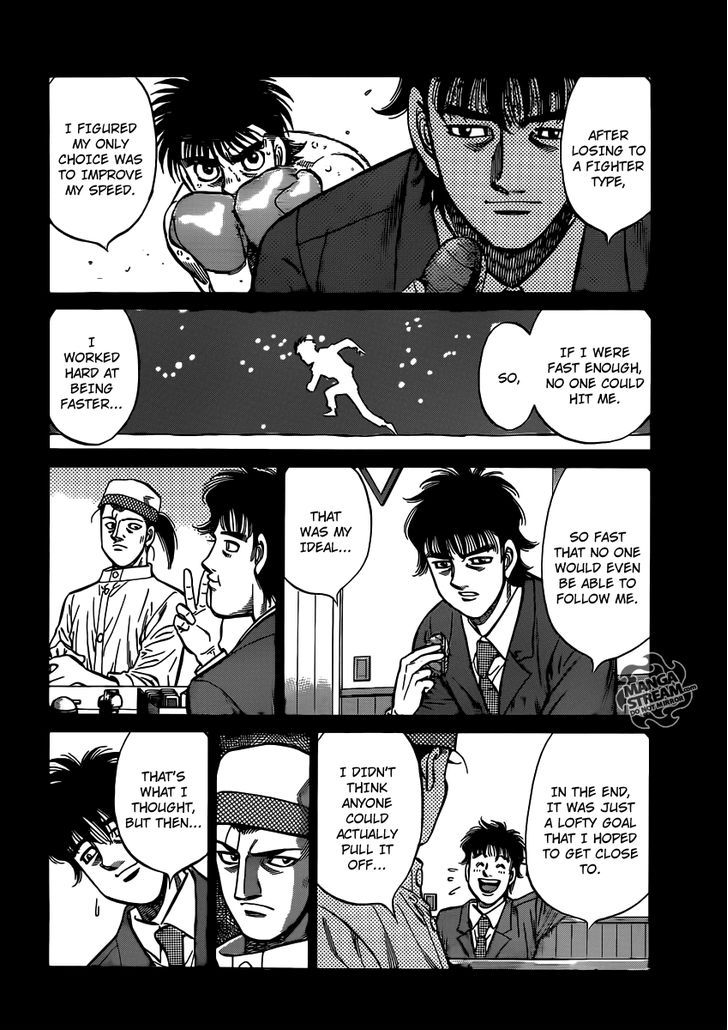 AFTER
LOSING TO
A FIGHTER
TYPE,
I FIGURED
MY ONLY
CHOICE WAS
TO IMPROVE
MY SPEED.
IF I WERE
FAST ENOUGH,
NO ONE COULD
HIT ME.
SO,
I
WORKED
HARD AT
BEING
FASTER...
SO FAST
THAT NO ONE
WOULD EVEN
BE ABLE TO
FOLLOW ME.
THAT
WAS MY
IDEAL...
MANGA
STREAM.com
IN THE END,
IT WAS JUST
A LOFTY GOAL
THAT I HOPED
TO GET CLOSE
TO.
I DIDN'T
THINK
ANYONE
COULD
ACTUALLY
PULL IT
OFF...
THAT'S
WHAT I
THOUGHT,
BUT THEN...